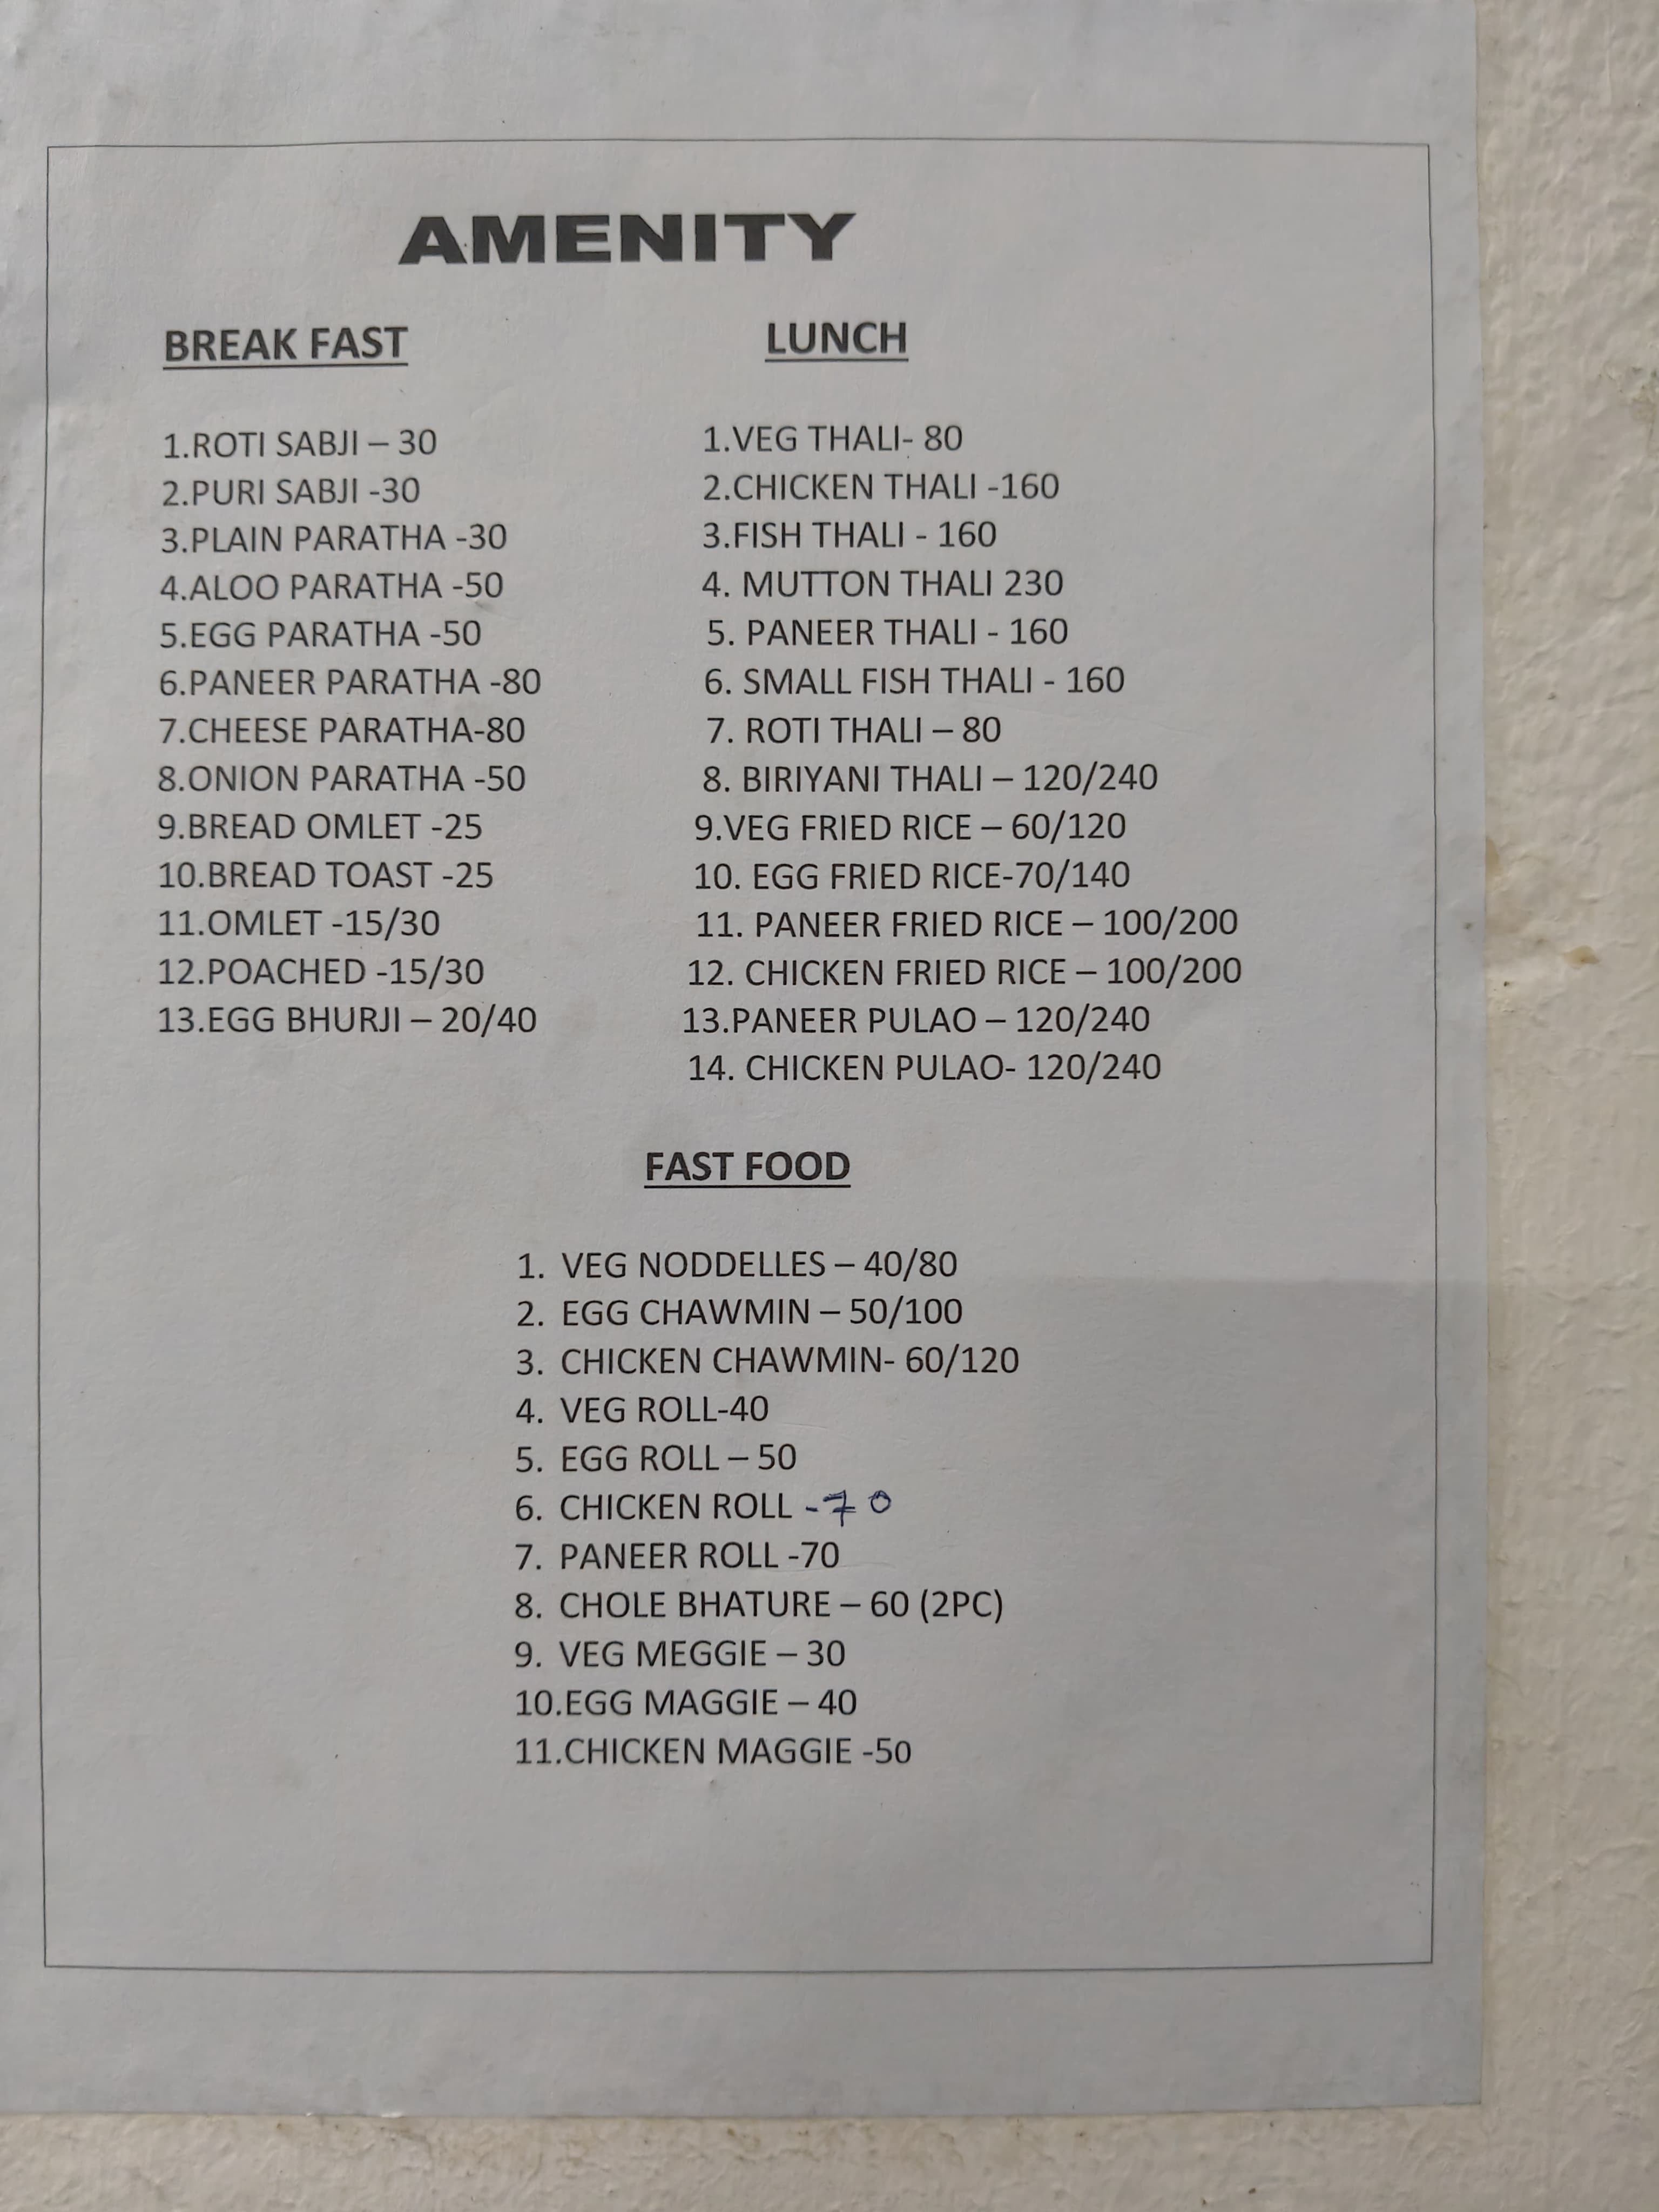 AMENITY
BREAK FAST
1.ROTI SABJI – 30
2.PURI SABJI -30
3.PLAIN PARATHA -30
4.ALOO PARATHA -50
5.EGG PARATHA -50
6.PANEER PARATHA -80
7.CHEESE PARATHA-80
8.ONION PARATHA -50
9.BREAD OMLET -25
10.BREAD TOAST -25
11.OMLET -15/30
12.POACHED -15/30
13.EGG BHURJI – 20/40
LUNCH
1.VEG THALI- 80
2.CHICKEN THALI -160
3.FISH THALI - 160
4. MUTTON THALI 230
5. PANEER THALI - 160
6. SMALL FISH THALI - 160
7. ROTI THALI – 80
8. BIRIYANI THALI – 120/240
9.VEG FRIED RICE – 60/120
10. EGG FRIED RICE-70/140
11. PANEER FRIED RICE – 100/200
12. CHICKEN FRIED RICE – 100/200
13.PANEER PULAO – 120/240
14. CHICKEN PULAO- 120/240
FAST FOOD
1. VEG NODDELLES – 40/80
2. EGG CHAWMIN – 50/100
3. CHICKEN CHAWMIN- 60/120
4. VEG ROLL-40
5. EGG ROLL – 50
6. CHICKEN ROLL -70
7. PANEER ROLL -70
8. CHOLE BHATURE – 60 (2PC)
9. VEG MEGGIE – 30
10.EGG MAGGIE – 40
11.CHICKEN MAGGIE -50